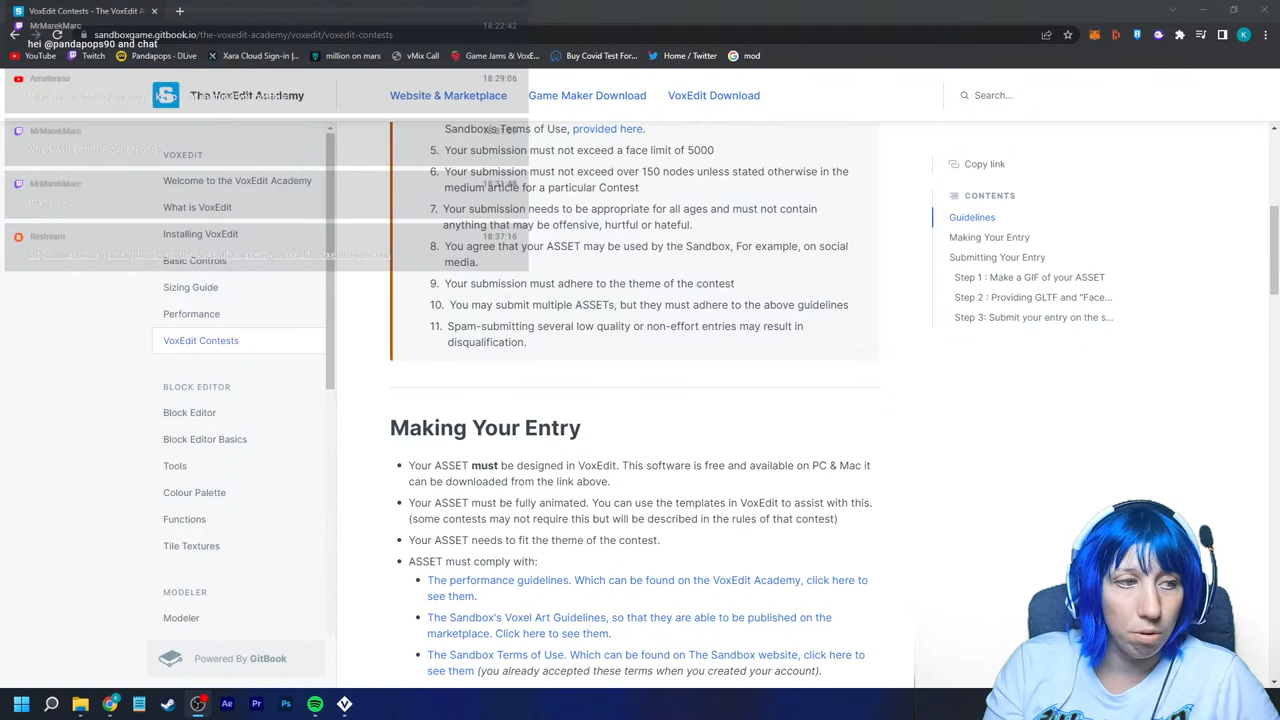 VoxEdit Contests - The VoxEdit A
MrMarekMarc
18:22:42
sandboxgame.gitbook.io/the-voxedit-academy/voxedit/voxedit-contests
hei @pandapops90 and chat
YouTube
Twitch
Pandapops - DLive
Xara Cloud Sign-In...
million on mars
vMix Call
Game Jams & VoxE...
Buy Covid Test For...
Home / Twitter
mod
18:29:06
The VoxEdit Academy
Website & Marketplace
Game Maker Download
VoxEdit Download
Search...
MrMarekMarc
VOXEDIT
Welcome to the VoxEdit Academy
MrMarekMarc
thank you
What is VoxEdit
Installing VoxEdit
Restream
18:37:16
Basic Controls
Sizing Guide
Performance
VoxEdit Contests
BLOCK EDITOR
Block Editor
Block Editor Basics
Tools
Colour Palette
Functions
Tile Textures
MODELER
Modeler
Powered By GitBook
Sandbox's Terms of Use, provided here.
5. Your submission must not exceed a face limit of 5000
6. Your submission must not exceed over 150 nodes unless stated otherwise in the
medium article for a particular Contest
7. Your submission needs to be appropriate for all ages and must not contain
anything that may be offensive, hurtful or hateful.
8. You agree that your ASSET may be used by the Sandbox, For example, on social
media.
9. Your submission must adhere to the theme of the contest
10. You may submit multiple ASSETs, but they must adhere to the above guidelines
11. Spam-submitting several low quality or non-effort entries may result in
disqualification.
Making Your Entry
Your ASSET must be designed in VoxEdit. This software is free and available on PC & Mac it
can be downloaded from the link above.
Your ASSET must be fully animated. You can use the templates in VoxEdit to assist with this.
(some contests may not require this but will be described in the rules of that contest)
Your ASSET needs to fit the theme of the contest.
ASSET must comply with:
The performance guidelines. Which can be found on the VoxEdit Academy, click here to
see them.
The Sandbox's Voxel Art Guidelines, so that they are able to be published on the
marketplace. Click here to see them.
The Sandbox Terms of Use. Which can be found on The Sandbox website, click here to
see them (you already accepted these terms when you created your account).
Copy link
CONTENTS
Guidelines
Making Your Entry
Submitting Your Entry
Step 1 : Make a GIF of your ASSET
Step 2 : Providing GLTF and "Face...
Step 3: Submit your entry on the s...